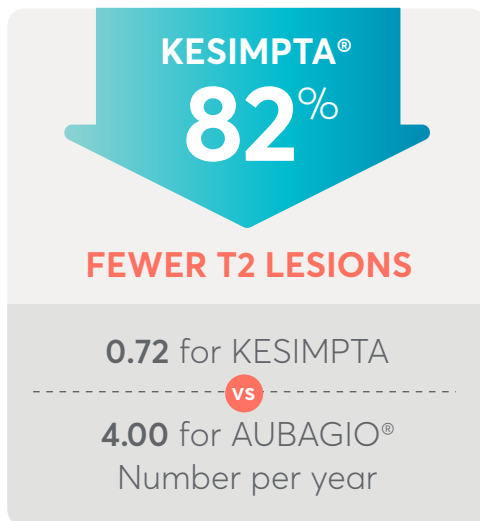 KESIMPTA®
82%
FEWER T2 LESIONS
0.72 for KESIMPTA
vs
4.00 for AUBAGIO®
Number per year